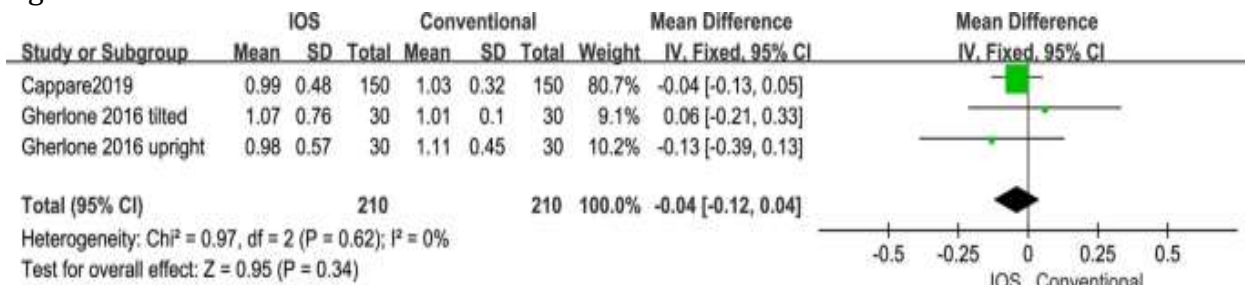 IOS Conventional Mean Difference Mean Difference
Study or Subgroup Mean SD Total Mean SD Total Weight IV, Fixed, 95% CI IV, Fixed, 95% CI
Cappare2019 0.99 0.48 150 1.03 0.32 150 80.7% -0.04 [-0.13, 0.05]
Gherlone 2016 tilted 1.07 0.76 30 1.01 0.1 30 9.1% 0.06 [-0.21, 0.33]
Gherlone 2016 upright 0.98 0.57 30 1.11 0.45 30 10.2% -0.13 [-0.39, 0.13]
Total (95% CI) 210 210 100.0% -0.04 [-0.12, 0.04]
Heterogeneity: Chi² = 0.97, df = 2 (P = 0.62); I² = 0%
Test for overall effect: Z = 0.95 (P = 0.34)
-0.5 -0.25 0 0.25 0.5
IOS Conventional